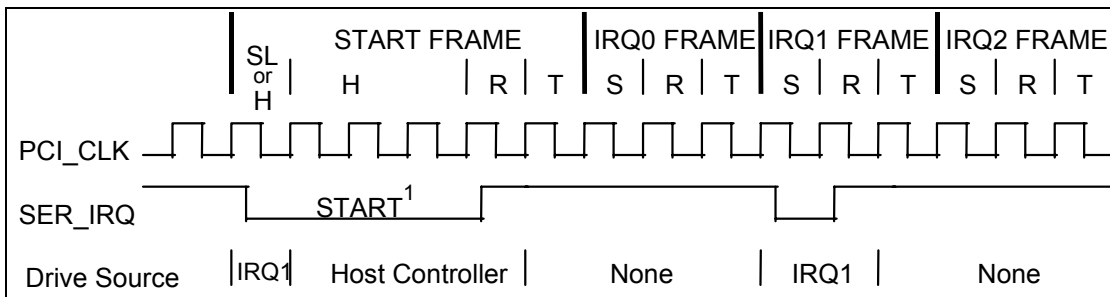 START FRAME IRQ0 FRAME IRQ1 FRAME IRQ2 FRAME
SL or H H R T S R T S R T S R T
PCI_CLK
SER_IRQ START¹
Drive Source IRQ1 Host Controller None IRQ1 None